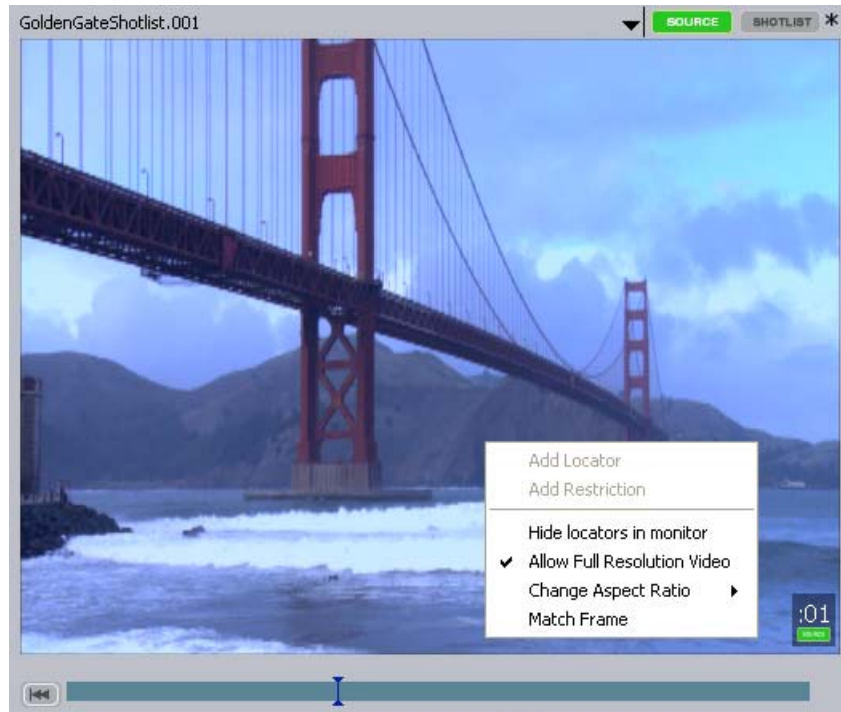 GoldenGateShotlist.001
SOURCE
SHOTLIST *
Add Locator
Add Restriction
Hide locators in monitor
Allow Full Resolution Video
Change Aspect Ratio
Match Frame
:01
SOURCE